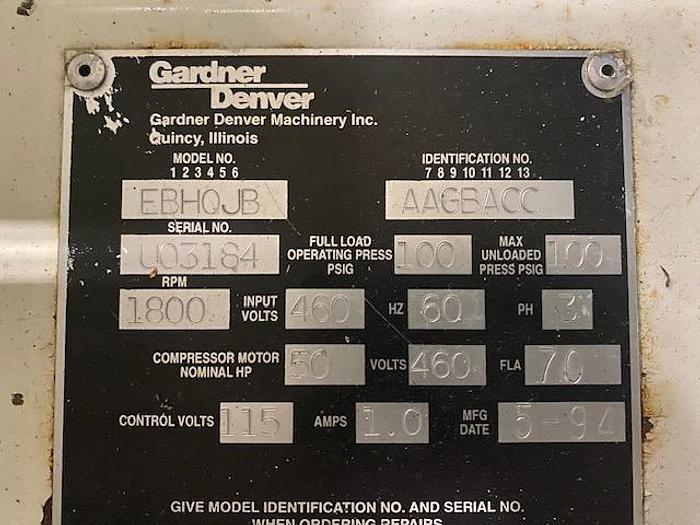 Gardner
Denver
Gardner Denver Machinery Inc.
Quincy, Illinois
MODEL NO. IDENTIFICATION NO.
1 2 3 4 5 6 7 8 9 10 11 12 13
EBHQJB AAGBACC
SERIAL NO.
U03184 FULL LOAD OPERATING PRESS PSIG 100 MAX UNLOADED PRESS PSIG 100
RPM
1800 INPUT VOLTS 460 HZ 60 PH 3
COMPRESSOR MOTOR NOMINAL HP 50 VOLTS 460 FLA 70
CONTROL VOLTS 115 AMPS 1.0 MFG DATE 5-94
GIVE MODEL IDENTIFICATION NO. AND SERIAL NO.
WHEN ORDERING REPAIRS